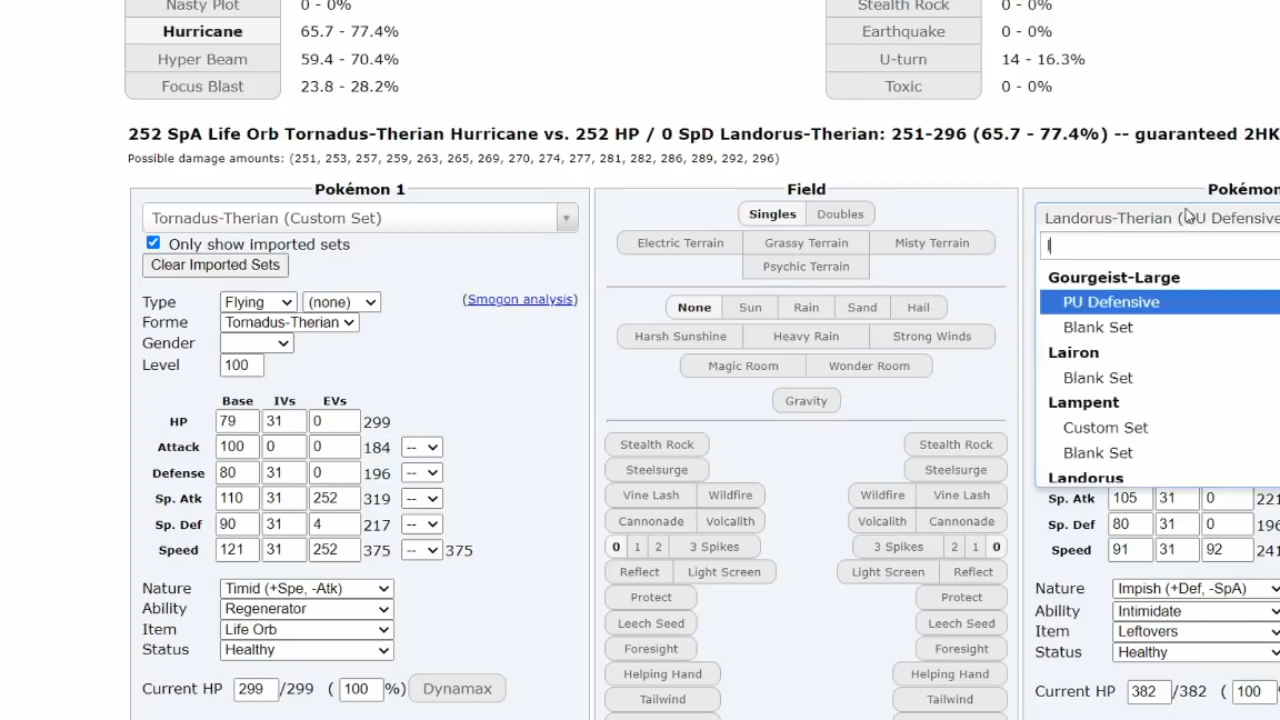 Nasty Plot 0 - 0% Stealth Rock 0 - 0%
Hurricane 65.7 - 77.4% Earthquake 0 - 0%
Hyper Beam 59.4 - 70.4% U-turn 14 - 16.3%
Focus Blast 23.8 - 28.2% Toxic 0 - 0%
252 SpA Life Orb Tornadus-Therian Hurricane vs. 252 HP / 0 SpD Landorus-Therian: 251-296 (65.7 - 77.4%) -- guaranteed 2HK
Possible damage amounts: (251, 253, 257, 259, 263, 265, 269, 270, 274, 277, 281, 282, 286, 289, 292, 296)
Pokémon 1
Tornadus-Therian (Custom Set)
Only show imported sets
Clear Imported Sets
Type Flying (none) (Smogon analysis)
Forme Tornadus-Therian
Gender
Level 100
Base IVs EVs
HP 79 31 0 299
Attack 100 0 0 184 --
Defense 80 31 0 196 --
Sp. Atk 110 31 252 319 --
Sp. Def 90 31 4 217 --
Speed 121 31 252 375 -- 375
Nature Timid (+Spe, -Atk)
Ability Regenerator
Item Life Orb
Status Healthy
Current HP 299 /299 ( 100 %) Dynamax
Field
Singles Doubles
Electric Terrain Grassy Terrain Misty Terrain
Psychic Terrain
None Sun Rain Sand Hail
Harsh Sunshine Heavy Rain Strong Winds
Magic Room Wonder Room
Gravity
Stealth Rock Stealth Rock
Steelsurge Steelsurge
Vine Lash Wildfire Wildfire Vine Lash
Cannonade Volcalith Volcalith Cannonade
0 1 2 3 Spikes 3 Spikes 2 1 0
Reflect Light Screen Light Screen Reflect
Protect Protect
Leech Seed Leech Seed
Foresight Foresight
Helping Hand Helping Hand
Tailwind Tailwind
Pokémon
Landorus-Therian ( U Defensive
l
Gourgeist-Large
PU Defensive
Blank Set
Lairon
Blank Set
Lampent
Custom Set
Blank Set
Landorus
Sp. Atk 105 31 0 221
Sp. Def 80 31 0 196
Speed 91 31 92 241
Nature Impish (+Def, -SpA)
Ability Intimidate
Item Leftovers
Status Healthy
Current HP 382 /382 ( 100